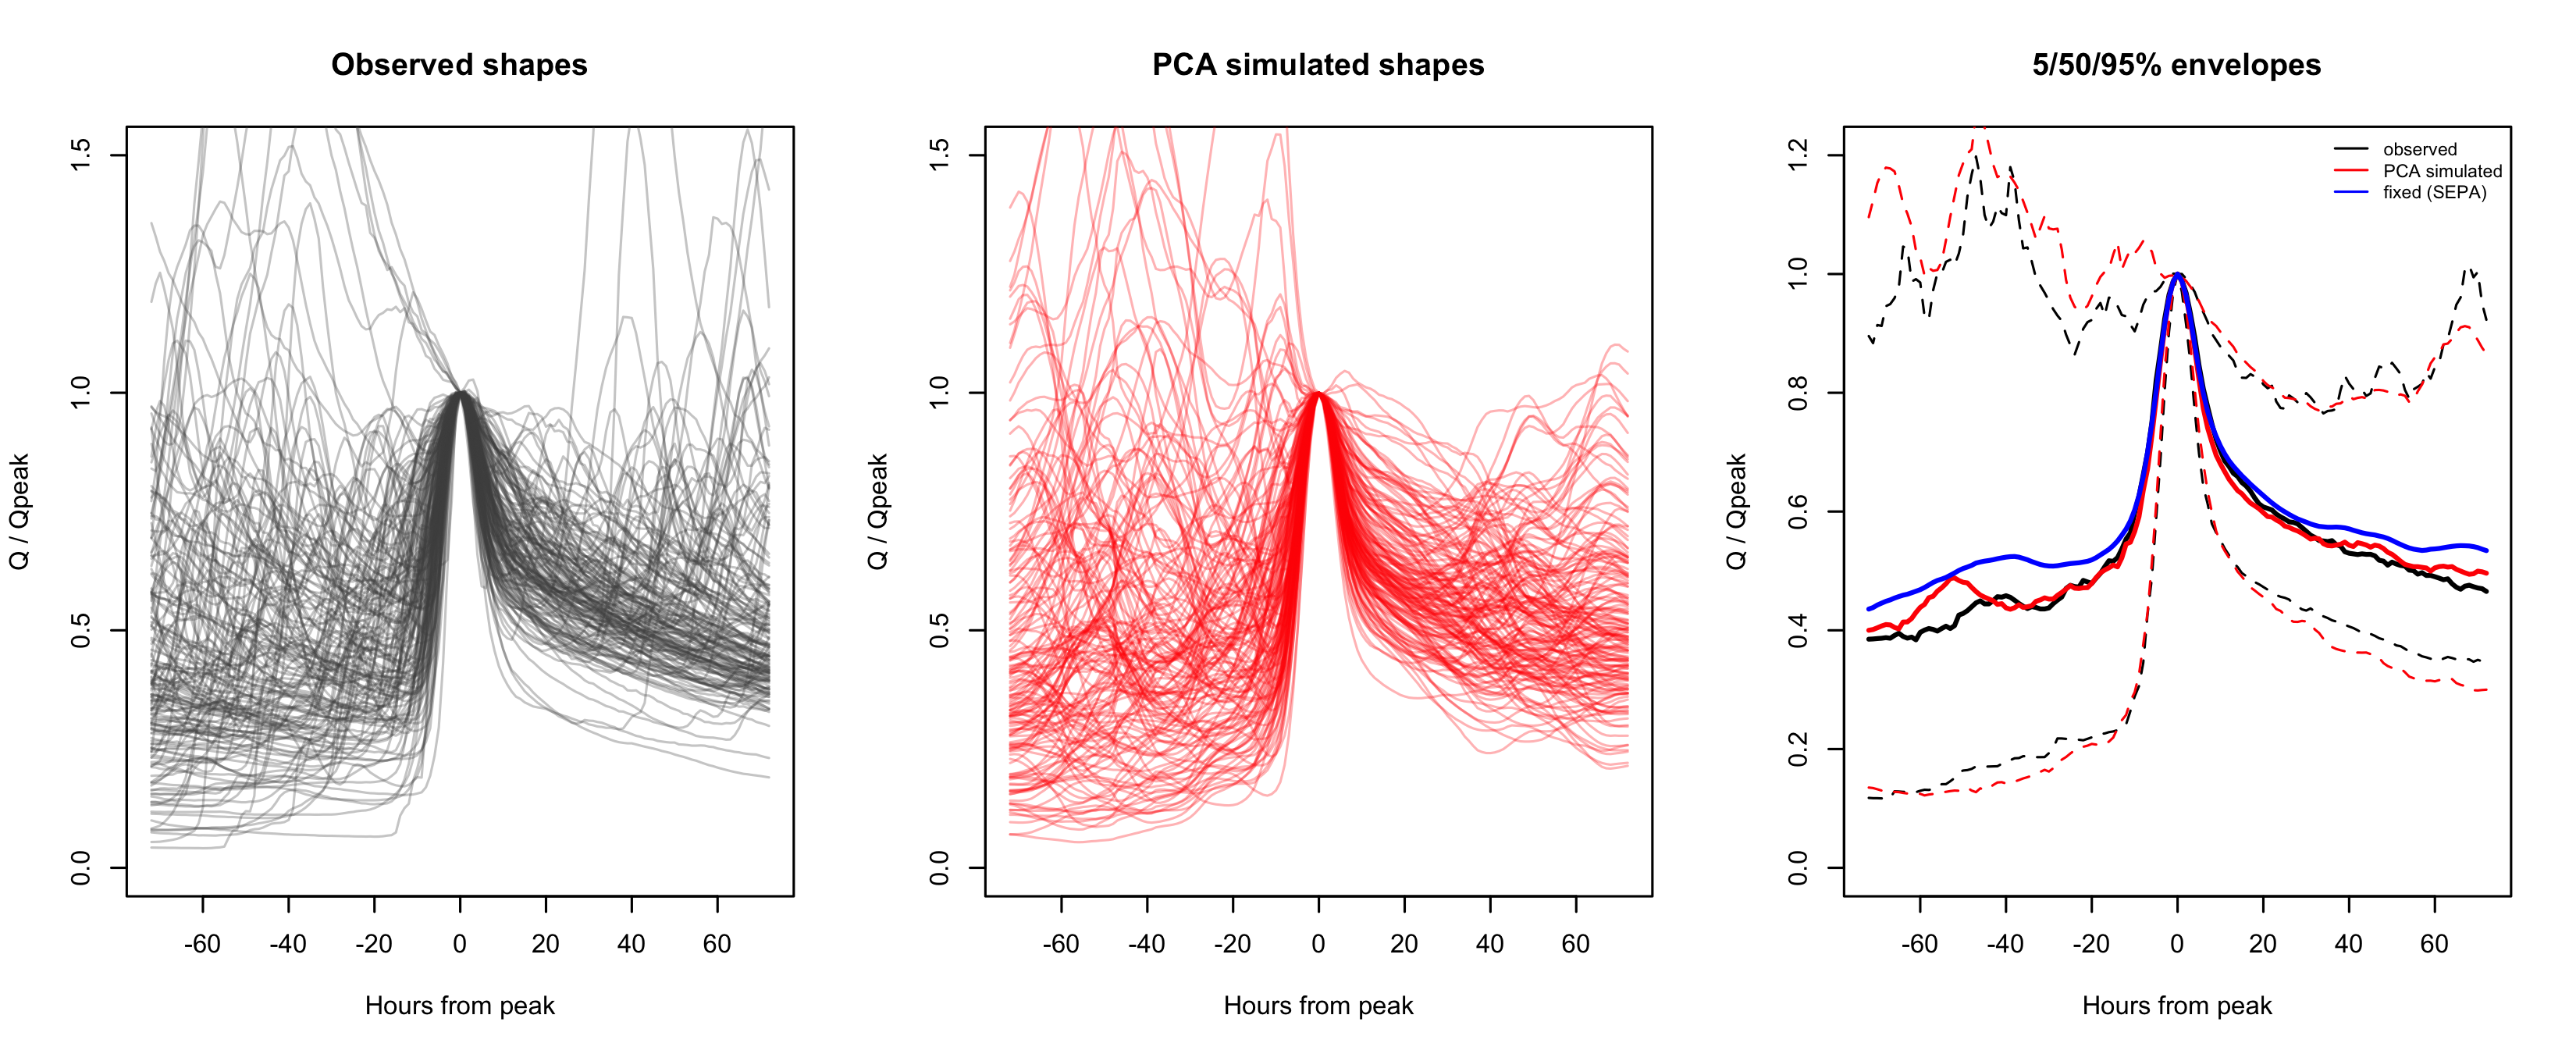 Observed shapes
Q / Qpeak
1.5
1.0
0.5
0.0
-60 -40 -20 0 20 40 60
Hours from peak
PCA simulated shapes
Q / Qpeak
1.5
1.0
0.5
0.0
-60 -40 -20 0 20 40 60
Hours from peak
5/50/95% envelopes
Q / Qpeak
1.2
1.0
0.8
0.6
0.4
0.2
0.0
observed
PCA simulated
fixed (SEPA)
-60 -40 -20 0 20 40 60
Hours from peak